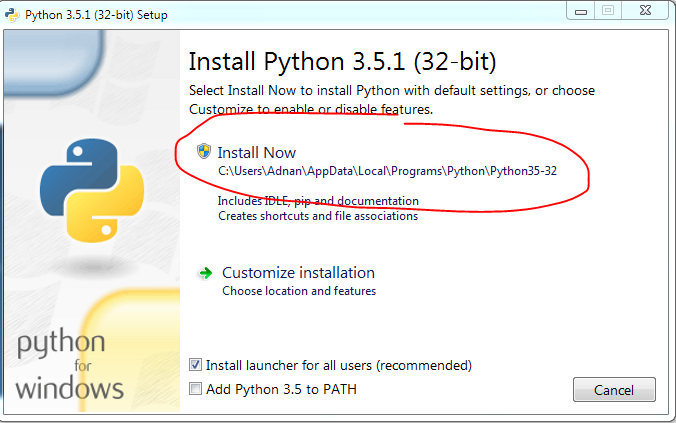 Python 3.5.1 (32-bit) Setup
Install Python 3.5.1 (32-bit)
Select Install Now to install Python with default settings, or choose
Customize to enable or disable features.
Install Now
C:\Users\Adnan\AppData\Local\Programs\Python\Python35-32
Includes IDLE, pip and documentation
Creates shortcuts and file associations
Customize installation
Choose location and features
python
for
windows
Install launcher for all users (recommended)
Add Python 3.5 to PATH
Cancel